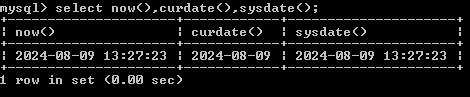 mysql> select now(),curdate(),sysdate();
+---------------------+------------+---------------------+
| now()               | curdate()  | sysdate()           |
+---------------------+------------+---------------------+
| 2024-08-09 13:27:23 | 2024-08-09 | 2024-08-09 13:27:23 |
+---------------------+------------+---------------------+
1 row in set (0.00 sec)